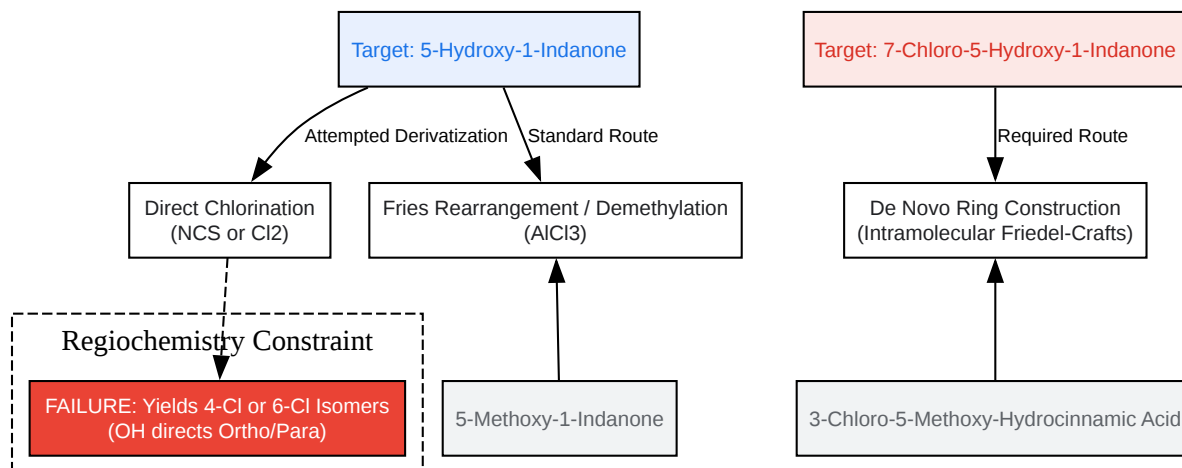 Target: 5-Hydroxy-1-Indanone
Target: 7-Chloro-5-Hydroxy-1-Indanone
Attempted Derivatization
Standard Route
Required Route
Direct Chlorination
(NCS or Cl2)
Fries Rearrangement / Demethylation
(AlCl3)
De Novo Ring Construction
(Intramolecular Friedel-Crafts)
Regiochemistry Constraint
FAILURE: Yields 4-Cl or 6-Cl Isomers
(OH directs Ortho/Para)
5-Methoxy-1-Indanone
3-Chloro-5-Methoxy-Hydrocinnamic Acid